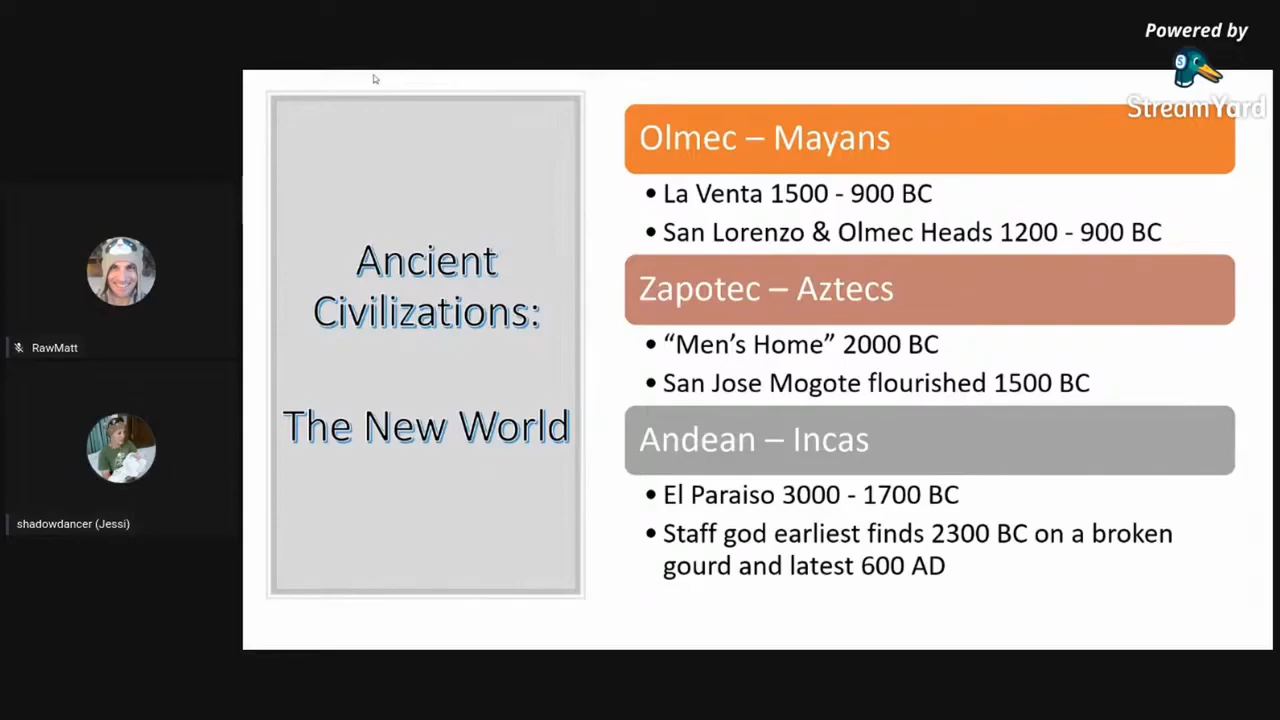 Powered by
StreamYard
Ancient
Civilizations:
The New World
Olmec – Mayans
• La Venta 1500 - 900 BC
• San Lorenzo & Olmec Heads 1200 - 900 BC
Zapotec – Aztecs
• “Men’s Home” 2000 BC
• San Jose Mogote flourished 1500 BC
Andean – Incas
• El Paraiso 3000 - 1700 BC
• Staff god earliest finds 2300 BC on a broken
gourd and latest 600 AD
RawMatt
shadowdancer (Jessi)